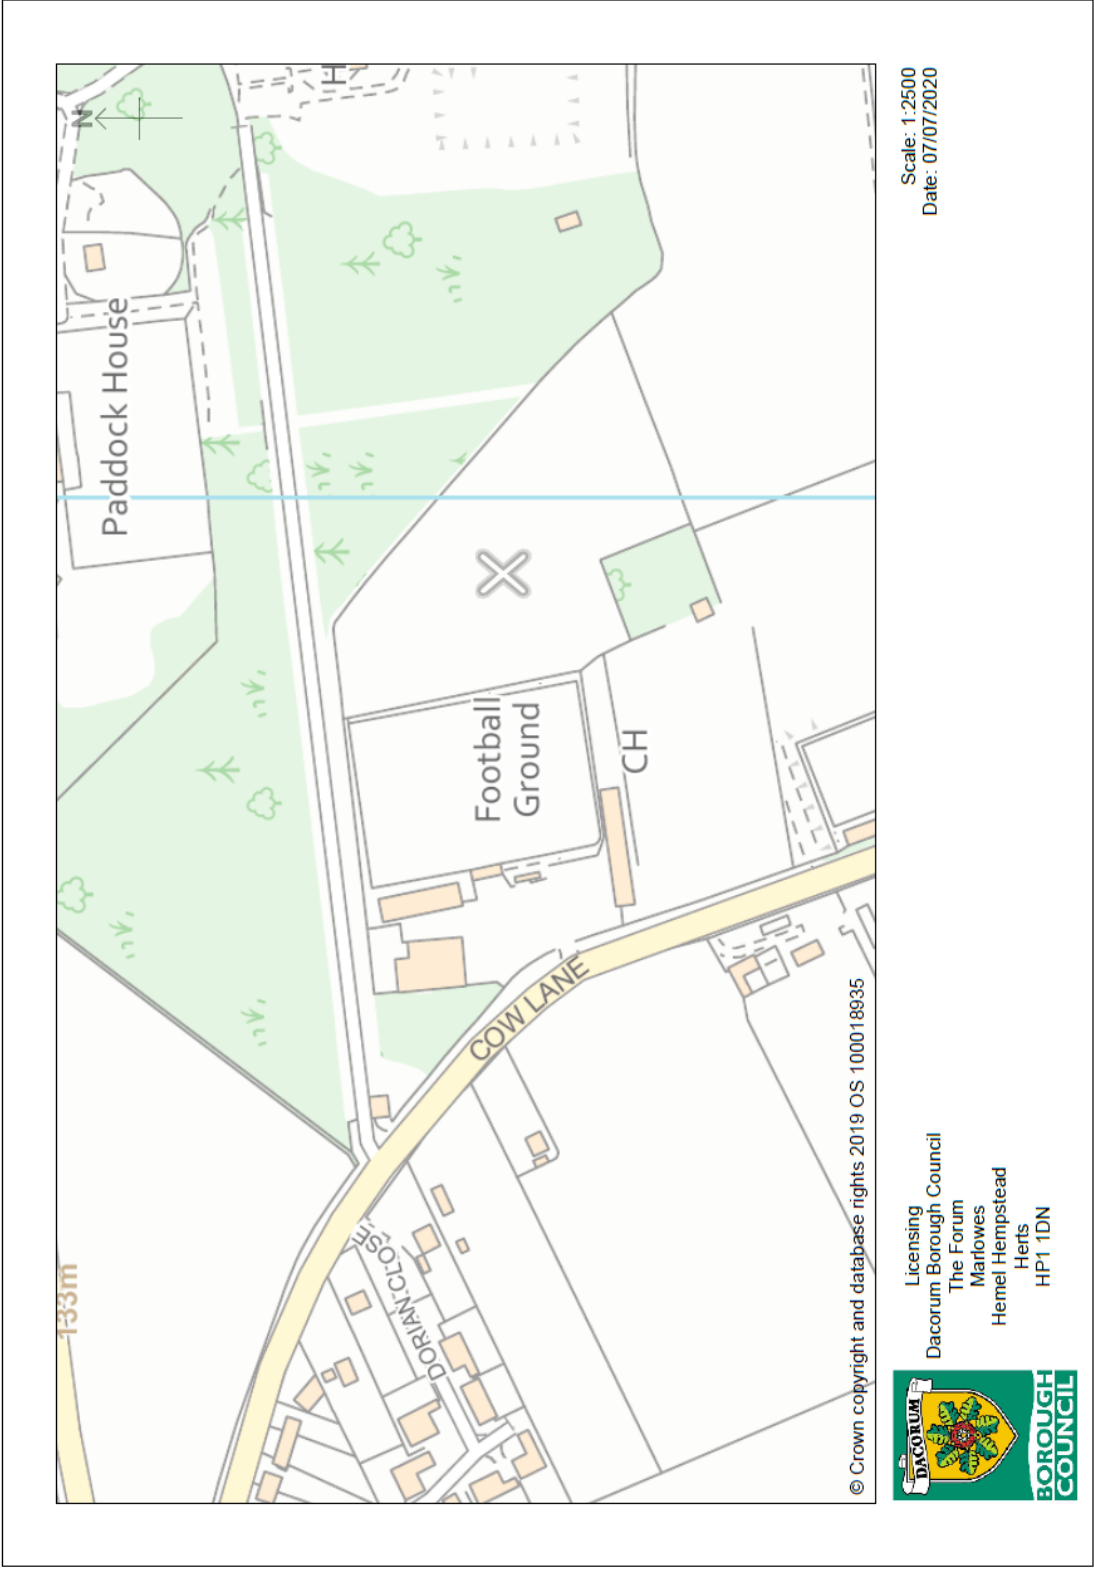 133m
Paddock House
N
H
DORIAN CLOSE
COW LANE
Football
Ground
CH
© Crown copyright and database rights 2019 OS 100018935
DACORUM
BOROUGH
COUNCIL
Licensing
Dacorum Borough Council
The Forum
Marlowes
Hemel Hempstead
Herts
HP1 1DN
Scale: 1:2500
Date: 07/07/2020